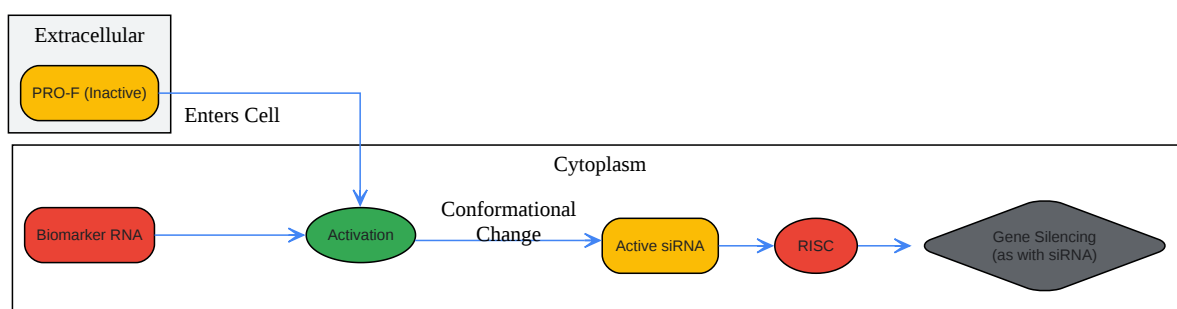 Extracellular
PRO-F (Inactive)
Enters Cell
Cytoplasm
Biomarker RNA
Activation
Conformational
Change
Active siRNA
RISC
Gene Silencing
(as with siRNA)